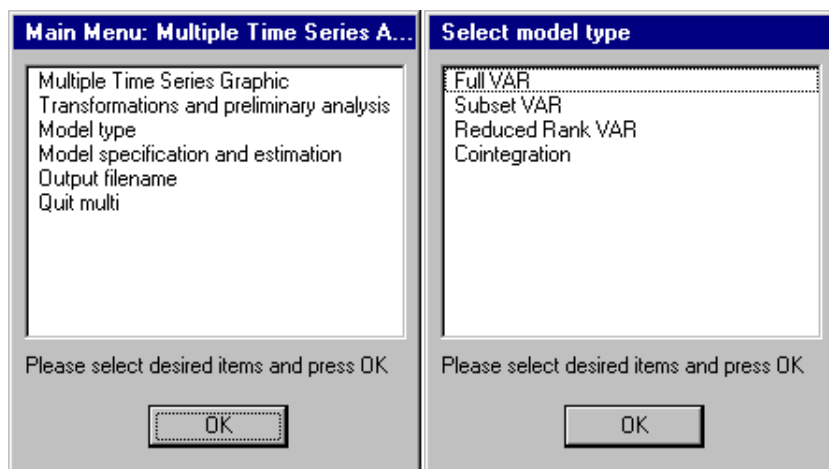 Main Menu: Multiple Time Series A...
Multiple Time Series Graphic
Transformations and preliminary analysis
Model type
Model specification and estimation
Output filename
Quit multi
Please select desired items and press OK
OK
Select model type
Full VAR
Subset VAR
Reduced Rank VAR
Cointegration
Please select desired items and press OK
OK